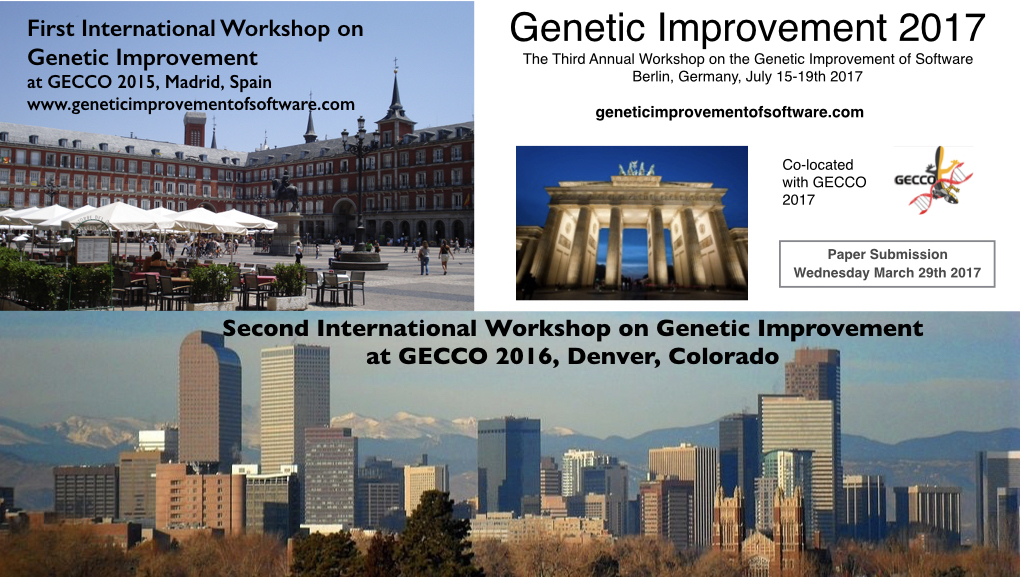 First International Workshop on
Genetic Improvement
at GECCO 2015, Madrid, Spain
www.geneticimprovementofsoftware.com
Genetic Improvement 2017
The Third Annual Workshop on the Genetic Improvement of Software
Berlin, Germany, July 15-19th 2017
geneticimprovementofsoftware.com
Co-located
with GECCO
2017
GECCO
Paper Submission
Wednesday March 29th 2017
Second International Workshop on Genetic Improvement
at GECCO 2016, Denver, Colorado